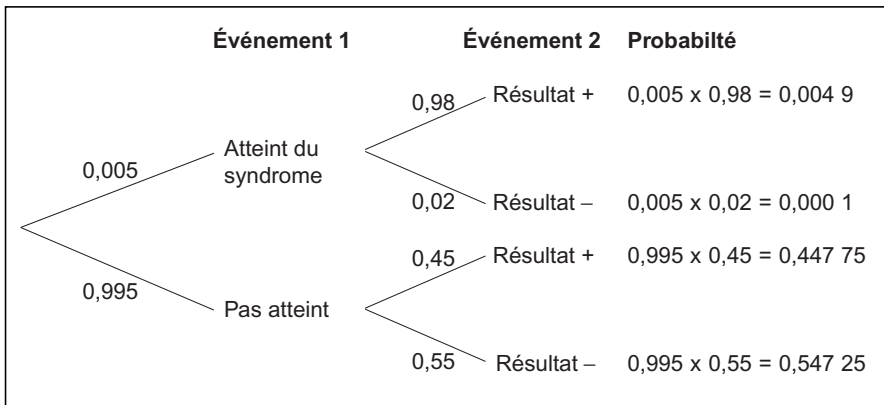 Événement 1 Événement 2 Probabilté
0,98 Résultat + 0,005 x 0,98 = 0,004 9
Atteint du
syndrome
0,005
0,02 Résultat – 0,005 x 0,02 = 0,000 1
0,45 Résultat + 0,995 x 0,45 = 0,447 75
0,995
Pas atteint
0,55 Résultat – 0,995 x 0,55 = 0,547 25